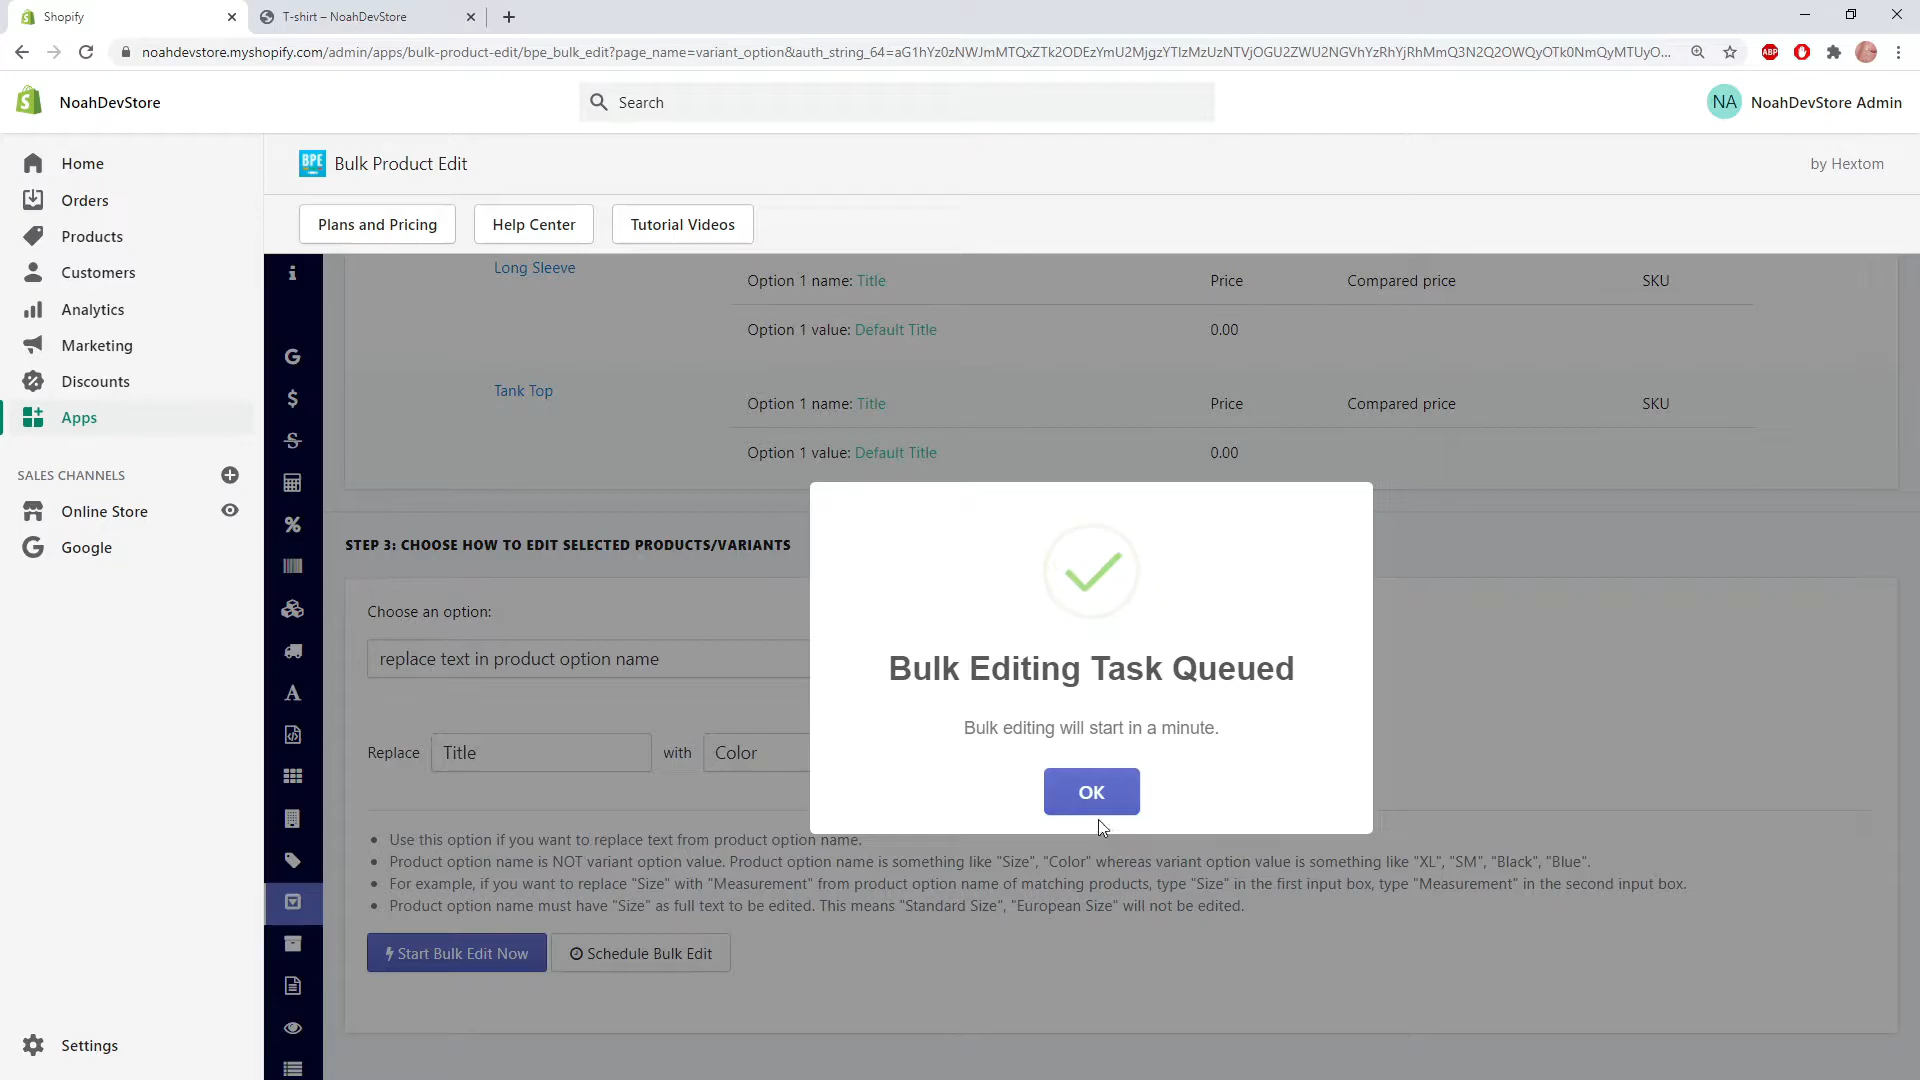 Shopify
T-shirt – NoahDevStore
noahdevstore.myshopify.com/admin/apps/bulk-product-edit/bpe_bulk_edit?page_name=variant_option&auth_string_64=
ABP
NoahDevStore
Search
NA NoahDevStore Admin
Home
Orders
Products
Customers
Analytics
Marketing
Discounts
Apps
SALES CHANNELS
Online Store
Google
Settings
BPE Bulk Product Edit
by Hextom
Plans and Pricing
Help Center
Tutorial Videos
Long Sleeve
Option 1 name: Title Price Compared price SKU
Option 1 value: Default Title 0.00
Tank Top
Option 1 name: Title Price Compared price SKU
Option 1 value: Default Title 0.00
STEP 3: CHOOSE HOW TO EDIT SELECTED PRODUCTS/VARIANTS
Choose an option:
replace text in product option name
Replace Title with Color
Bulk Editing Task Queued
Bulk editing will start in a minute.
OK
Use this option if you want to replace text from product option name.
Product option name is NOT variant option value. Product option name is something like "Size", "Color" whereas variant option value is something like "XL", "SM", "Black", "Blue".
For example, if you want to replace "Size" with "Measurement" from product option name of matching products, type "Size" in the first input box, type "Measurement" in the second input box.
Product option name must have "Size" as full text to be edited. This means "Standard Size", "European Size" will not be edited.
Start Bulk Edit Now
Schedule Bulk Edit